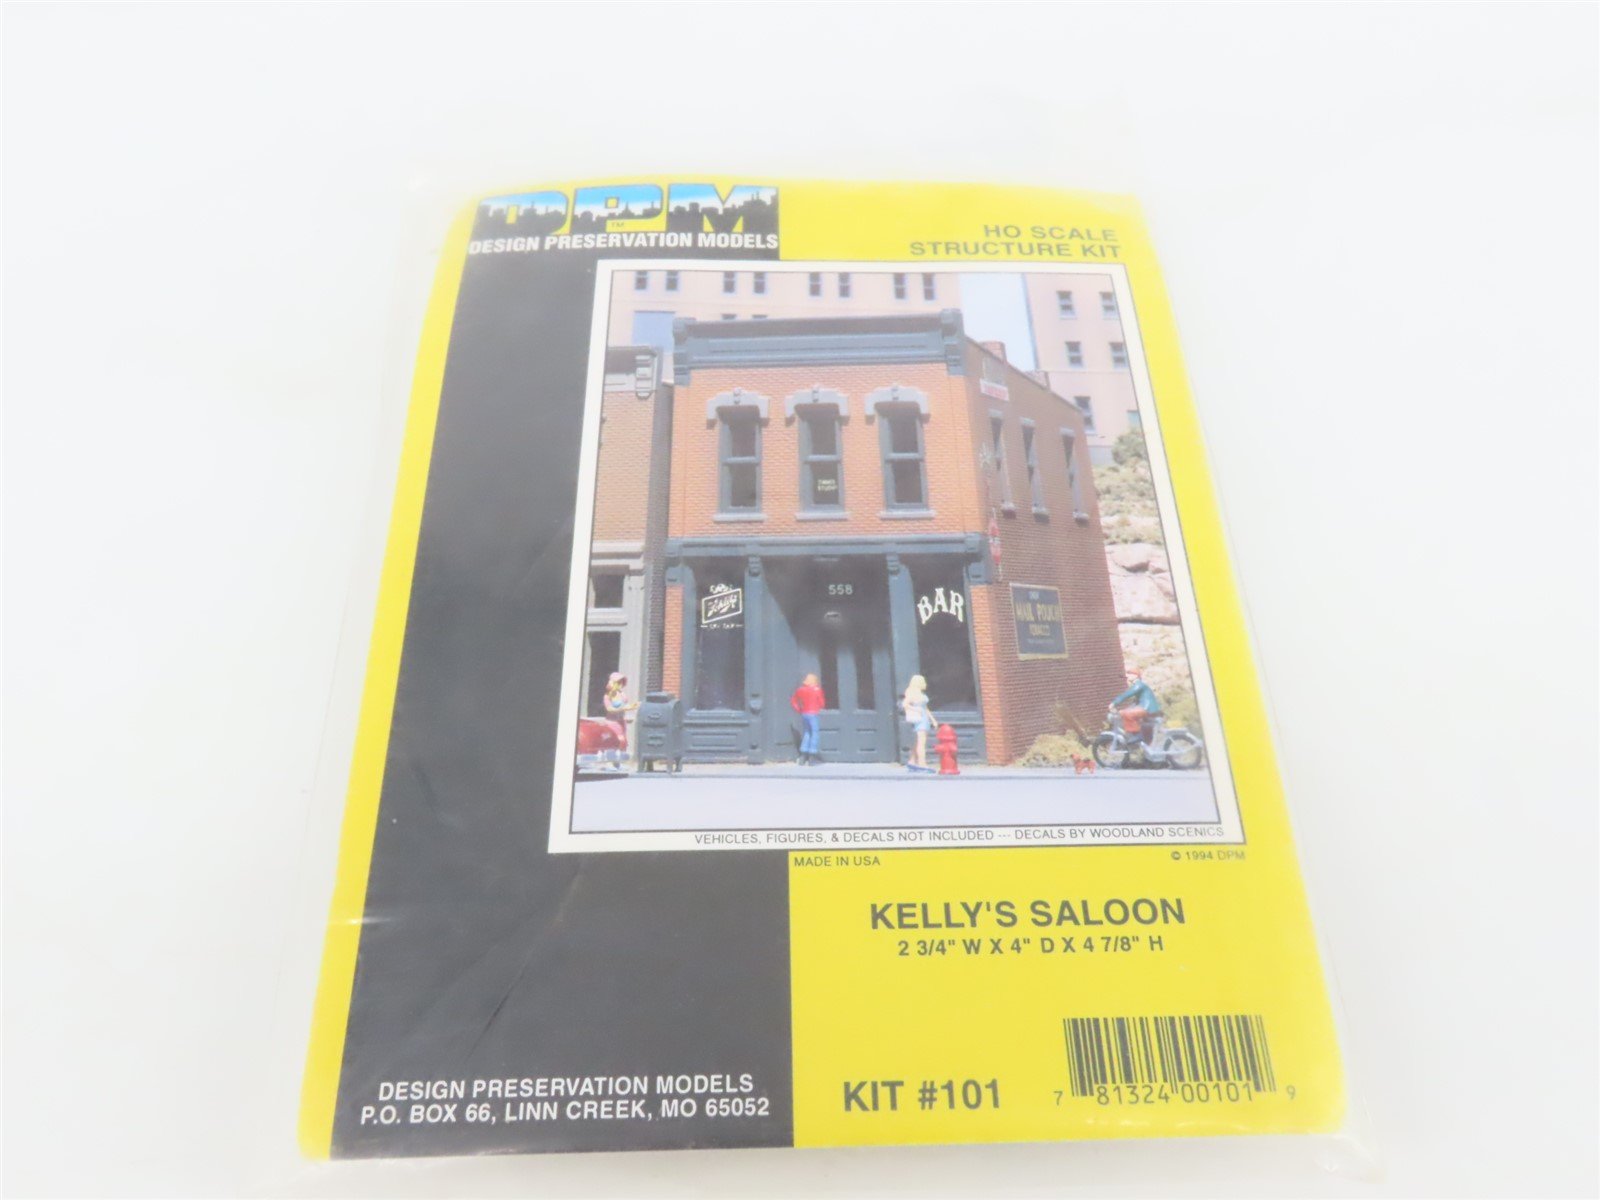 DPM
TM
DESIGN PRESERVATION MODELS
HO SCALE
STRUCTURE KIT
558
BAR
MAIL POUCH
TOBACCO
VEHICLES, FIGURES, & DECALS NOT INCLUDED --- DECALS BY WOODLAND SCENICS
MADE IN USA
© 1994 DPM
KELLY'S SALOON
2 3/4" W X 4" D X 4 7/8" H
DESIGN PRESERVATION MODELS
P.O. BOX 66, LINN CREEK, MO 65052
KIT #101
7 81324 00101 9